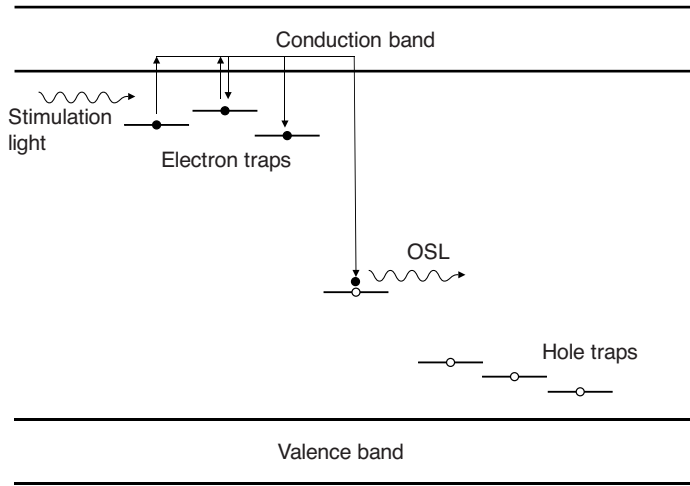 Conduction band
Stimulation
light
Electron traps
OSL
Hole traps
Valence band